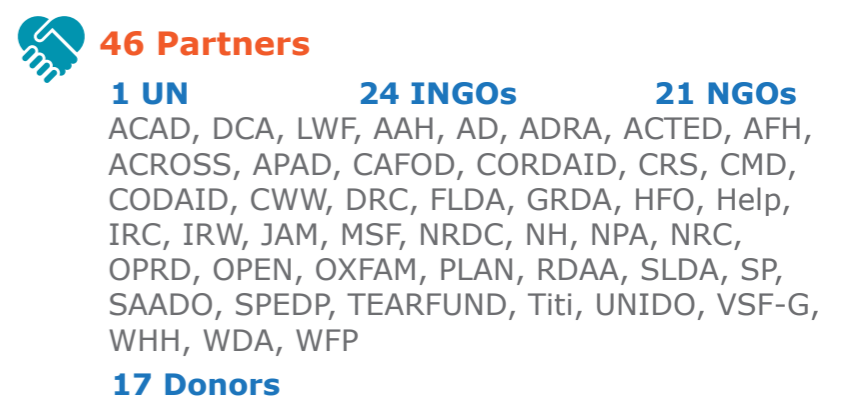 46 Partners
1 UN 24 INGOs 21 NGOs
ACAD, DCA, LWF, AAH, AD, ADRA, ACTED, AFH,
ACROSS, APAD, CAFOD, CORDAID, CRS, CMD,
CODAID, CWW, DRC, FLDA, GRDA, HFO, Help,
IRC, IRW, JAM, MSF, NRDC, NH, NPA, NRC,
OPRD, OPEN, OXFAM, PLAN, RDAA, SLDA, SP,
SAADO, SPEDP, TEARFUND, Titi, UNIDO, VSF-G,
WHH, WDA, WFP
17 Donors